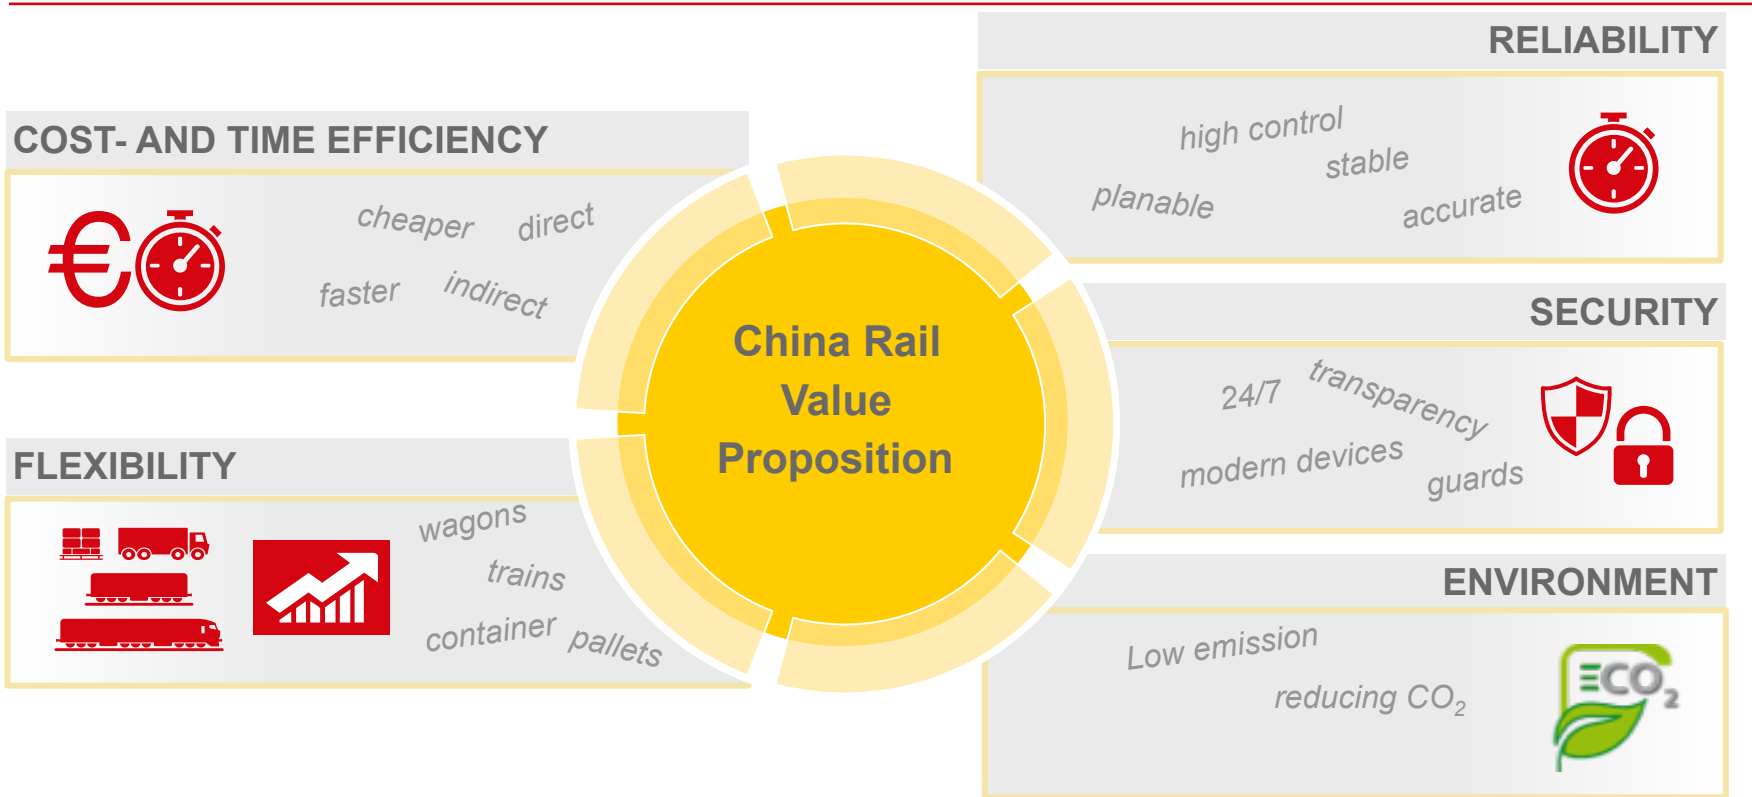 COST- AND TIME EFFICIENCY
€
cheaper
direct
faster
indirect
FLEXIBILITY
wagons
trains
container
pallets
China Rail
Value
Proposition
RELIABILITY
high control
stable
planable
accurate
SECURITY
24/7
transparency
modern devices
guards
ENVIRONMENT
Low emission
reducing CO₂
ECO₂